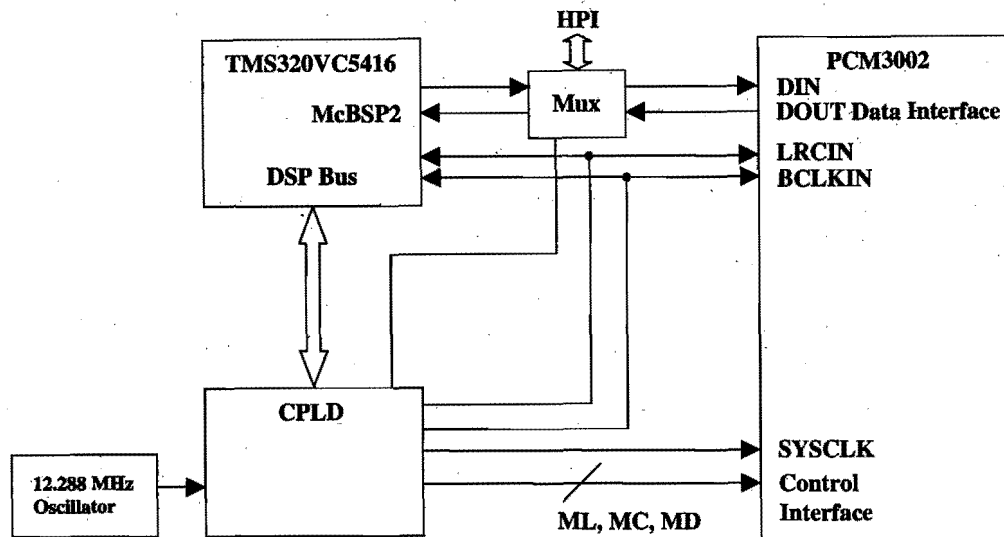 HPI
TMS320VC5416
PCM3002
Mux
DIN
McBSP2
DOUT Data Interface
LRCIN
DSP Bus
BCLKIN
CPLD
SYSCLK
12.288 MHz
Oscillator
Control
Interface
ML, MC, MD